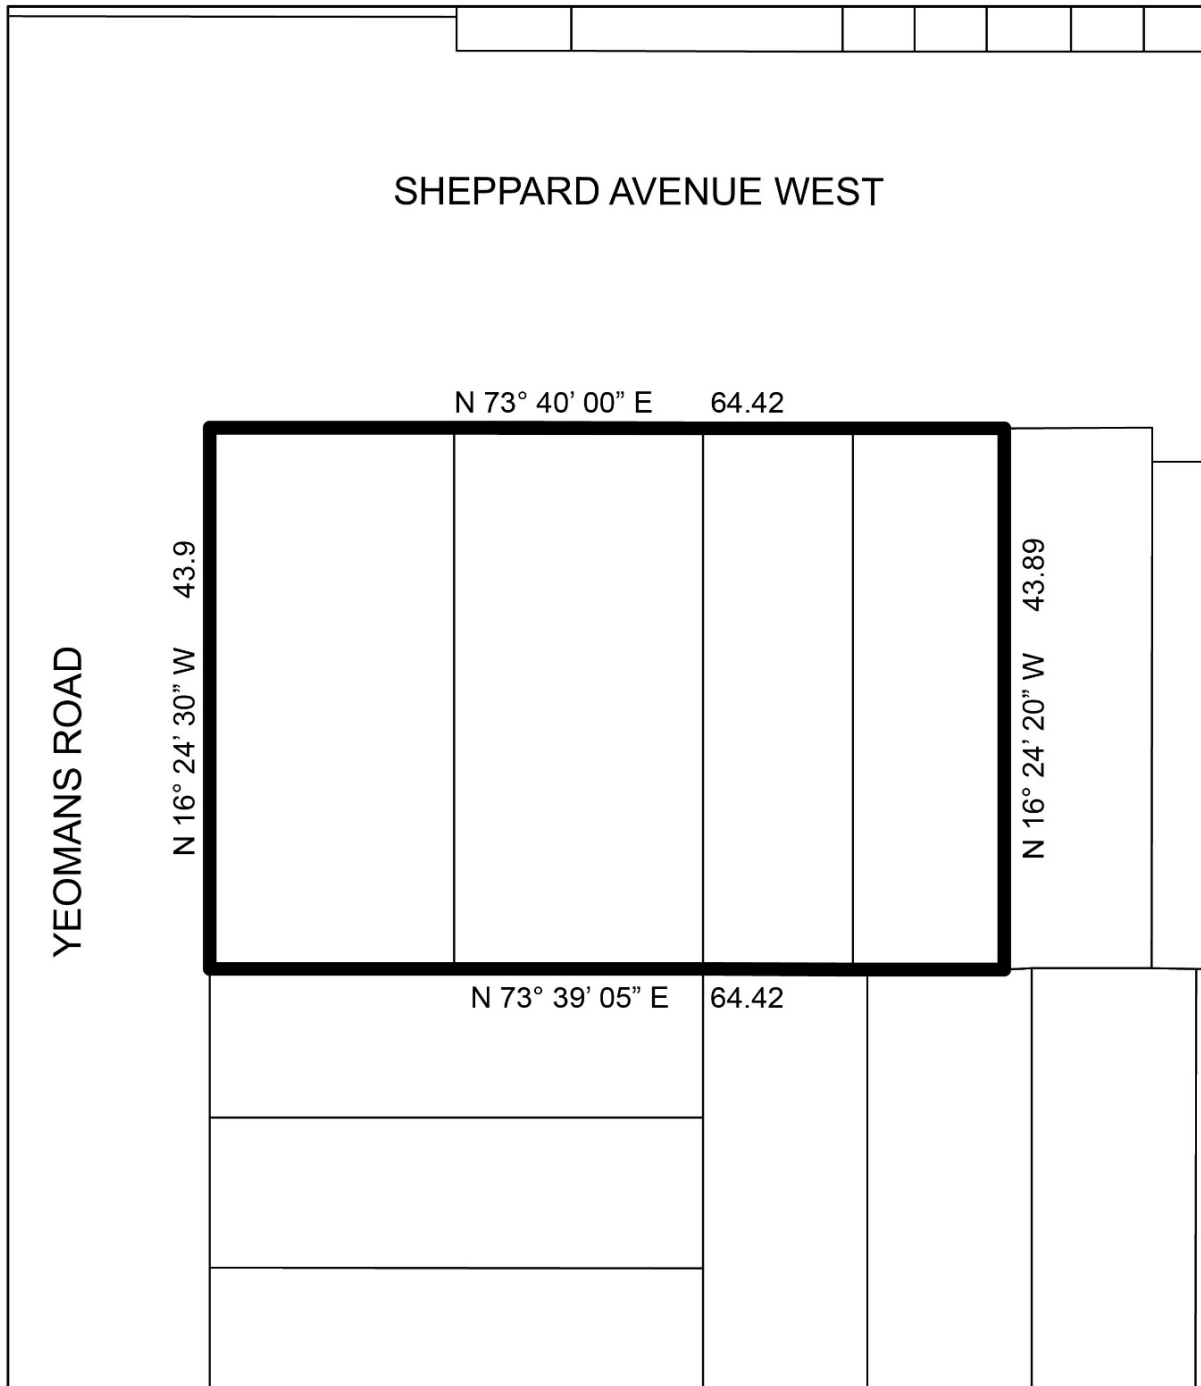 SHEPPARD AVENUE WEST
N 73° 40’ 00” E 64.42
N 16° 24’ 30” W 43.9
N 16° 24’ 20” W 43.89
YEOMANS ROAD
N 73° 39’ 05” E 64.42